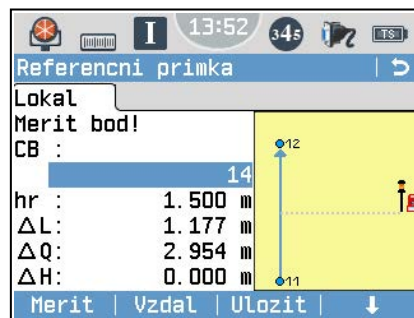 I 13:52 345 TS
Referencni primka
Lokal
Merit bod!
CB :
14
hr : 1.500 m
ΔL: 1.177 m
ΔQ: 2.954 m
ΔH: 0.000 m
12
11
Merit | Vzdal | Ulozit | ↓